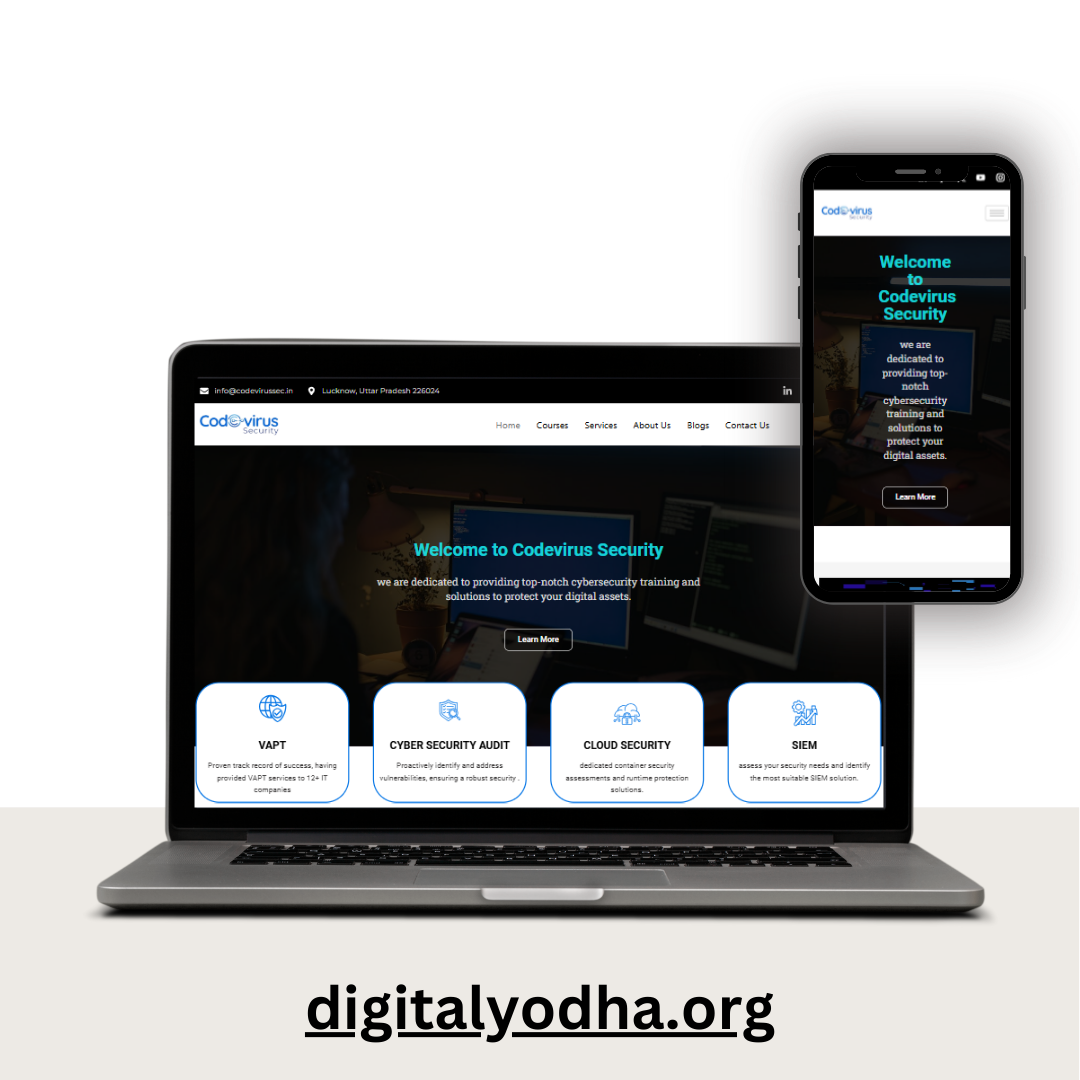 Codevirus
Security
Welcome
to
Codevirus
Security
we are
dedicated to
providing top-
notch
cybersecurity
training and
solutions to
protect your
digital assets.
Learn More
info@codevirussec.in
Lucknow, Uttar Pradesh 226024
in
Codevirus
Security
Home
Courses
Services
About Us
Blogs
Contact Us
Welcome to Codevirus Security
we are dedicated to providing top-notch cybersecurity training and
solutions to protect your digital assets.
Learn More
VAPT
Proven track record of success, having
provided VAPT services to 12+ IT
companies
CYBER SECURITY AUDIT
Proactively identify and address
vulnerabilities, ensuring a robust security .
CLOUD SECURITY
dedicated container security
assessments and runtime protection
solutions.
SIEM
assess your security needs and identify
the most suitable SIEM solution.
digitalyodha.org